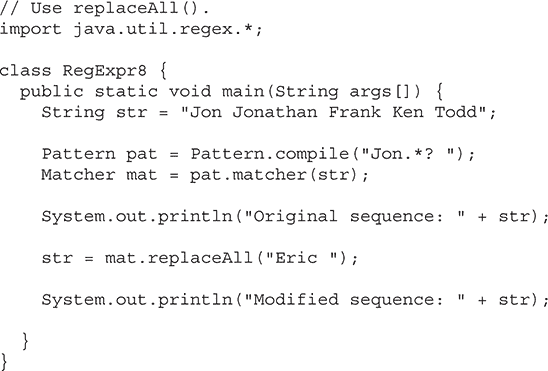 // Use replaceAll().
import java.util.regex.*;

class RegExpr8 {
  public static void main(String args[]) {
    String str = "Jon Jonathan Frank Ken Todd";

    Pattern pat = Pattern.compile("Jon.*? ");
    Matcher mat = pat.matcher(str);

    System.out.println("Original sequence: " + str);

    str = mat.replaceAll("Eric ");

    System.out.println("Modified sequence: " + str);

  }
}